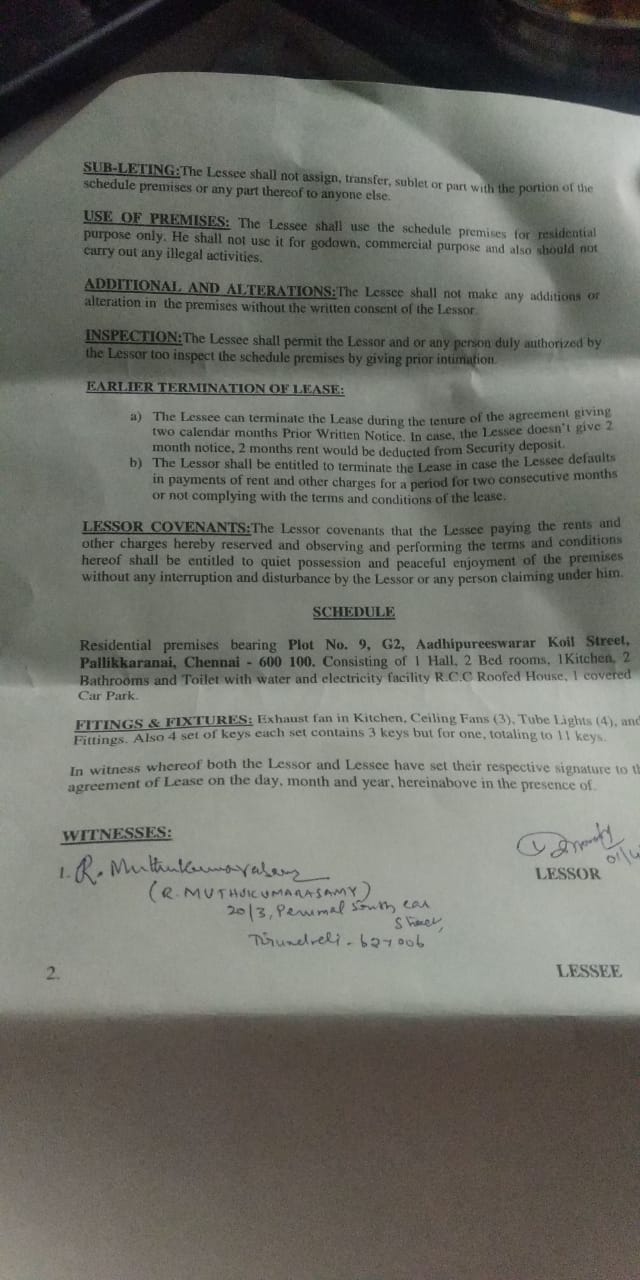 SUB-LETING:The Lessee shall not assign, transfer, sublet or part with the portion of the
schedule premises or any part thereof to anyone else.
USE OF PREMISES: The Lessee shall use the schedule premises for residential
purpose only. He shall not use it for godown, commercial purpose and also should not
carry out any illegal activities.
ADDITIONAL AND ALTERATIONS:The Lessee shall not make any additions or
alteration in the premises without the written consent of the Lessor.
INSPECTION:The Lessee shall permit the Lessor and or any person duly authorized by
the Lessor too inspect the schedule premises by giving prior intimation.
EARLIER TERMINATION OF LEASE:
a) The Lessee can terminate the Lease during the tenure of the agreement giving
two calendar months Prior Written Notice. In case, the Lessee doesn't give 2
month notice, 2 months rent would be deducted from Security deposit.
b) The Lessor shall be entitled to terminate the Lease in case the Lessee defaults
in payments of rent and other charges for a period for two consecutive months
or not complying with the terms and conditions of the lease.
LESSOR COVENANTS:The Lessor covenants that the Lessee paying the rents and
other charges hereby reserved and observing and performing the terms and conditions
hereof shall be entitled to quiet possession and peaceful enjoyment of the premises
without any interruption and disturbance by the Lessor or any person claiming under him.
SCHEDULE
Residential premises bearing Plot No. 9, G2, Aadhipureeswarar Koil Street,
Pallikkaranai, Chennai - 600 100. Consisting of 1 Hall, 2 Bed rooms, 1Kitchen, 2
Bathrooms and Toilet with water and electricity facility R.C.C Roofed House, 1 covered
Car Park.
FITINGS & FIXTURES: Exhaust fan in Kitchen, Ceiling Fans (3), Tube Lights (4), and
Fittings. Also 4 set of keys each set contains 3 keys but for one, totaling to 11 keys.
In witness whereof both the Lessor and Lessee have set their respective signature to th
agreement of Lease on the day, month and year, hereinabove in the presence of.
WITNESSES:
1. R. Muthukumarasamy
(R. MUTHUKUMARASAMY)
20/3, Perumal South Car
Street,
Tirunelveli - 627006
LESSOR
2.
LESSEE